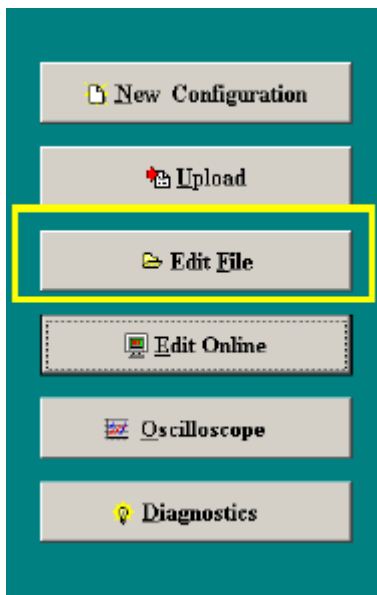 New Configuration
Upload
Edit File
Edit Online
Oscilloscope
Diagnostics